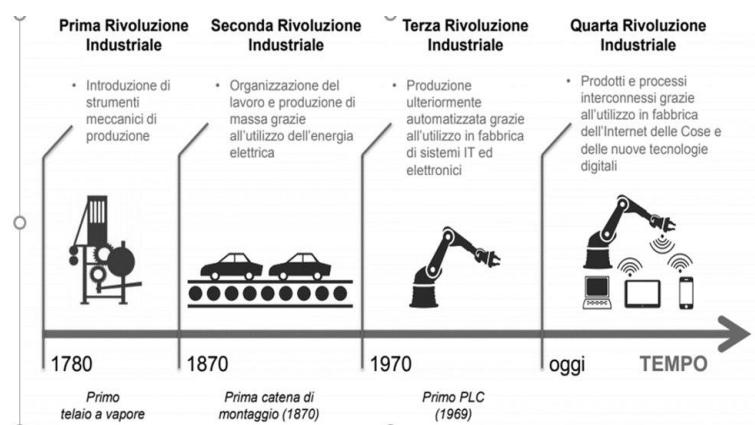 Prima Rivoluzione
Industriale
• Introduzione di
strumenti
meccanici di
produzione
Seconda Rivoluzione
Industriale
• Organizzazione del
lavoro e produzione di
massa grazie
all'utilizzo dell'energia
elettrica
Terza Rivoluzione
Industriale
• Produzione
ulteriormente
automatizzata grazie
all'utilizzo in fabbrica
di sistemi IT ed
elettronici
Quarta Rivoluzione
Industriale
• Prodotti e processi
interconnessi grazie
all'utilizzo in fabbrica
dell'Internet delle Cose e
delle nuove tecnologie
digitali
1780
1870
1970
oggi
TEMPO
Primo
telaio a vapore
Prima catena di
montaggio (1870)
Primo PLC
(1969)